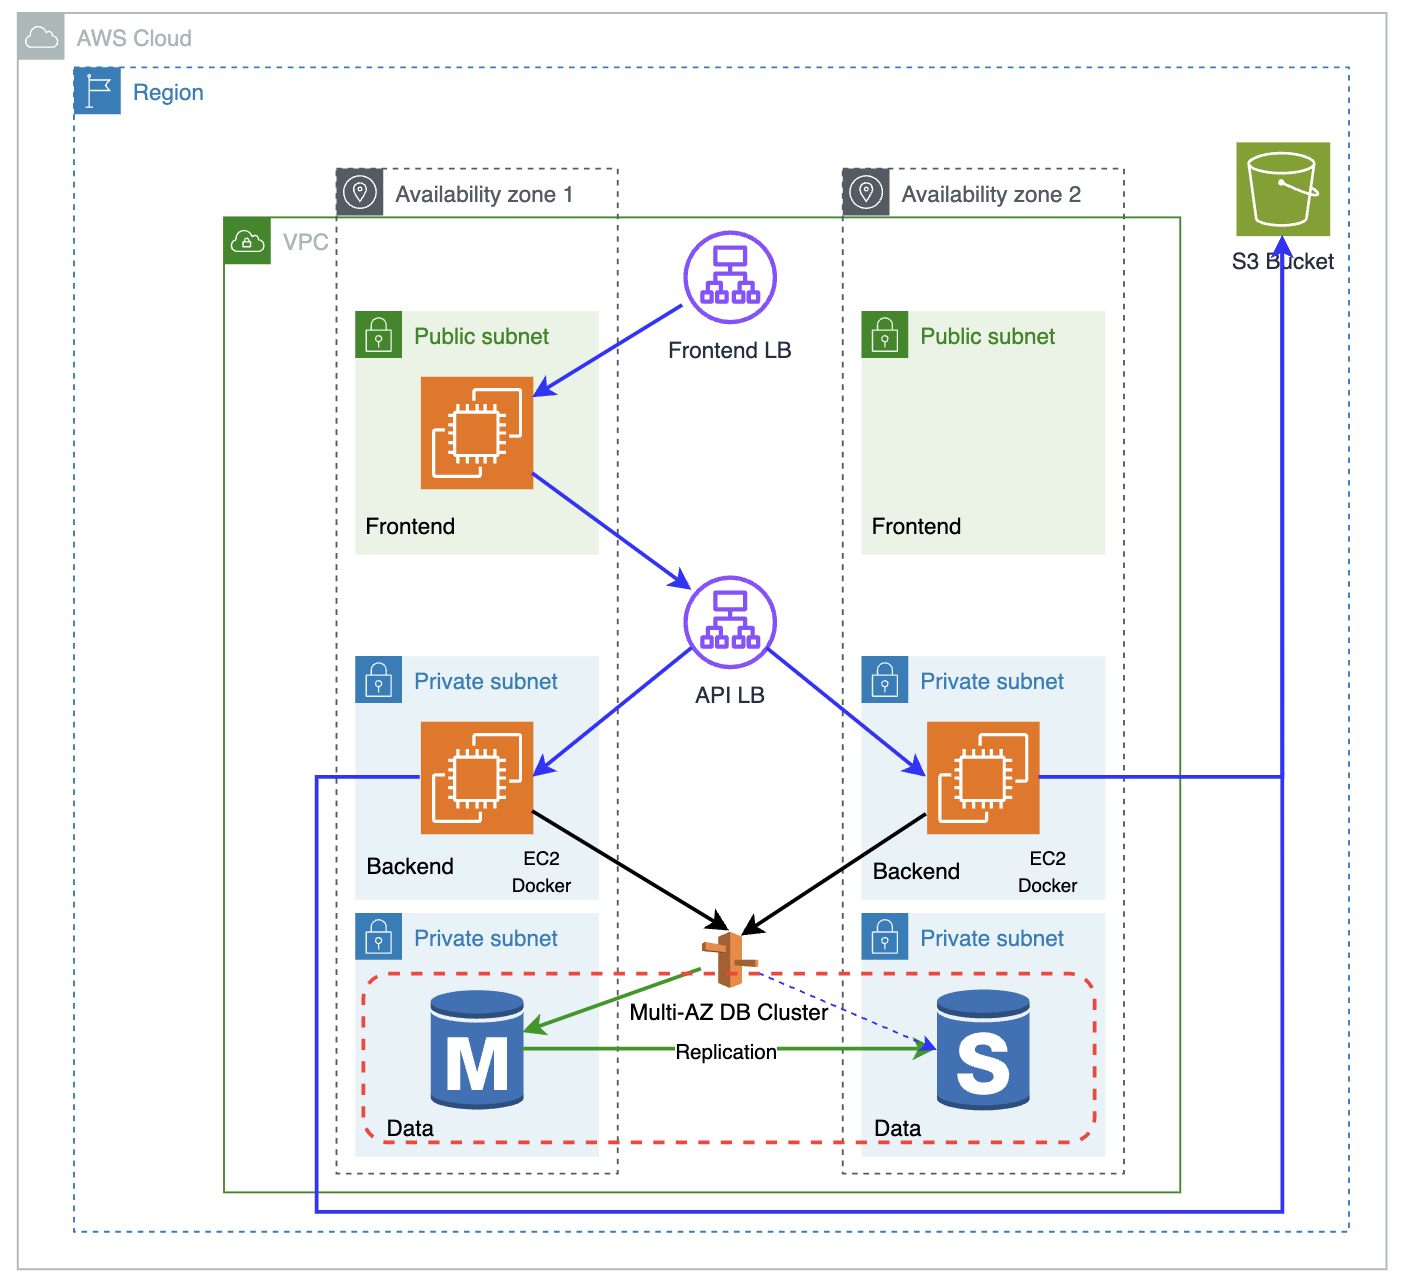 AWS Cloud
Region
Availability zone 1
Availability zone 2
VPC
S3 Bucket
Public subnet
Frontend LB
Public subnet
Frontend
Frontend
Private subnet
API LB
Private subnet
Backend
EC2
Docker
Backend
EC2
Docker
Private subnet
Private subnet
Multi-AZ DB Cluster
M
Replication
S
Data
Data